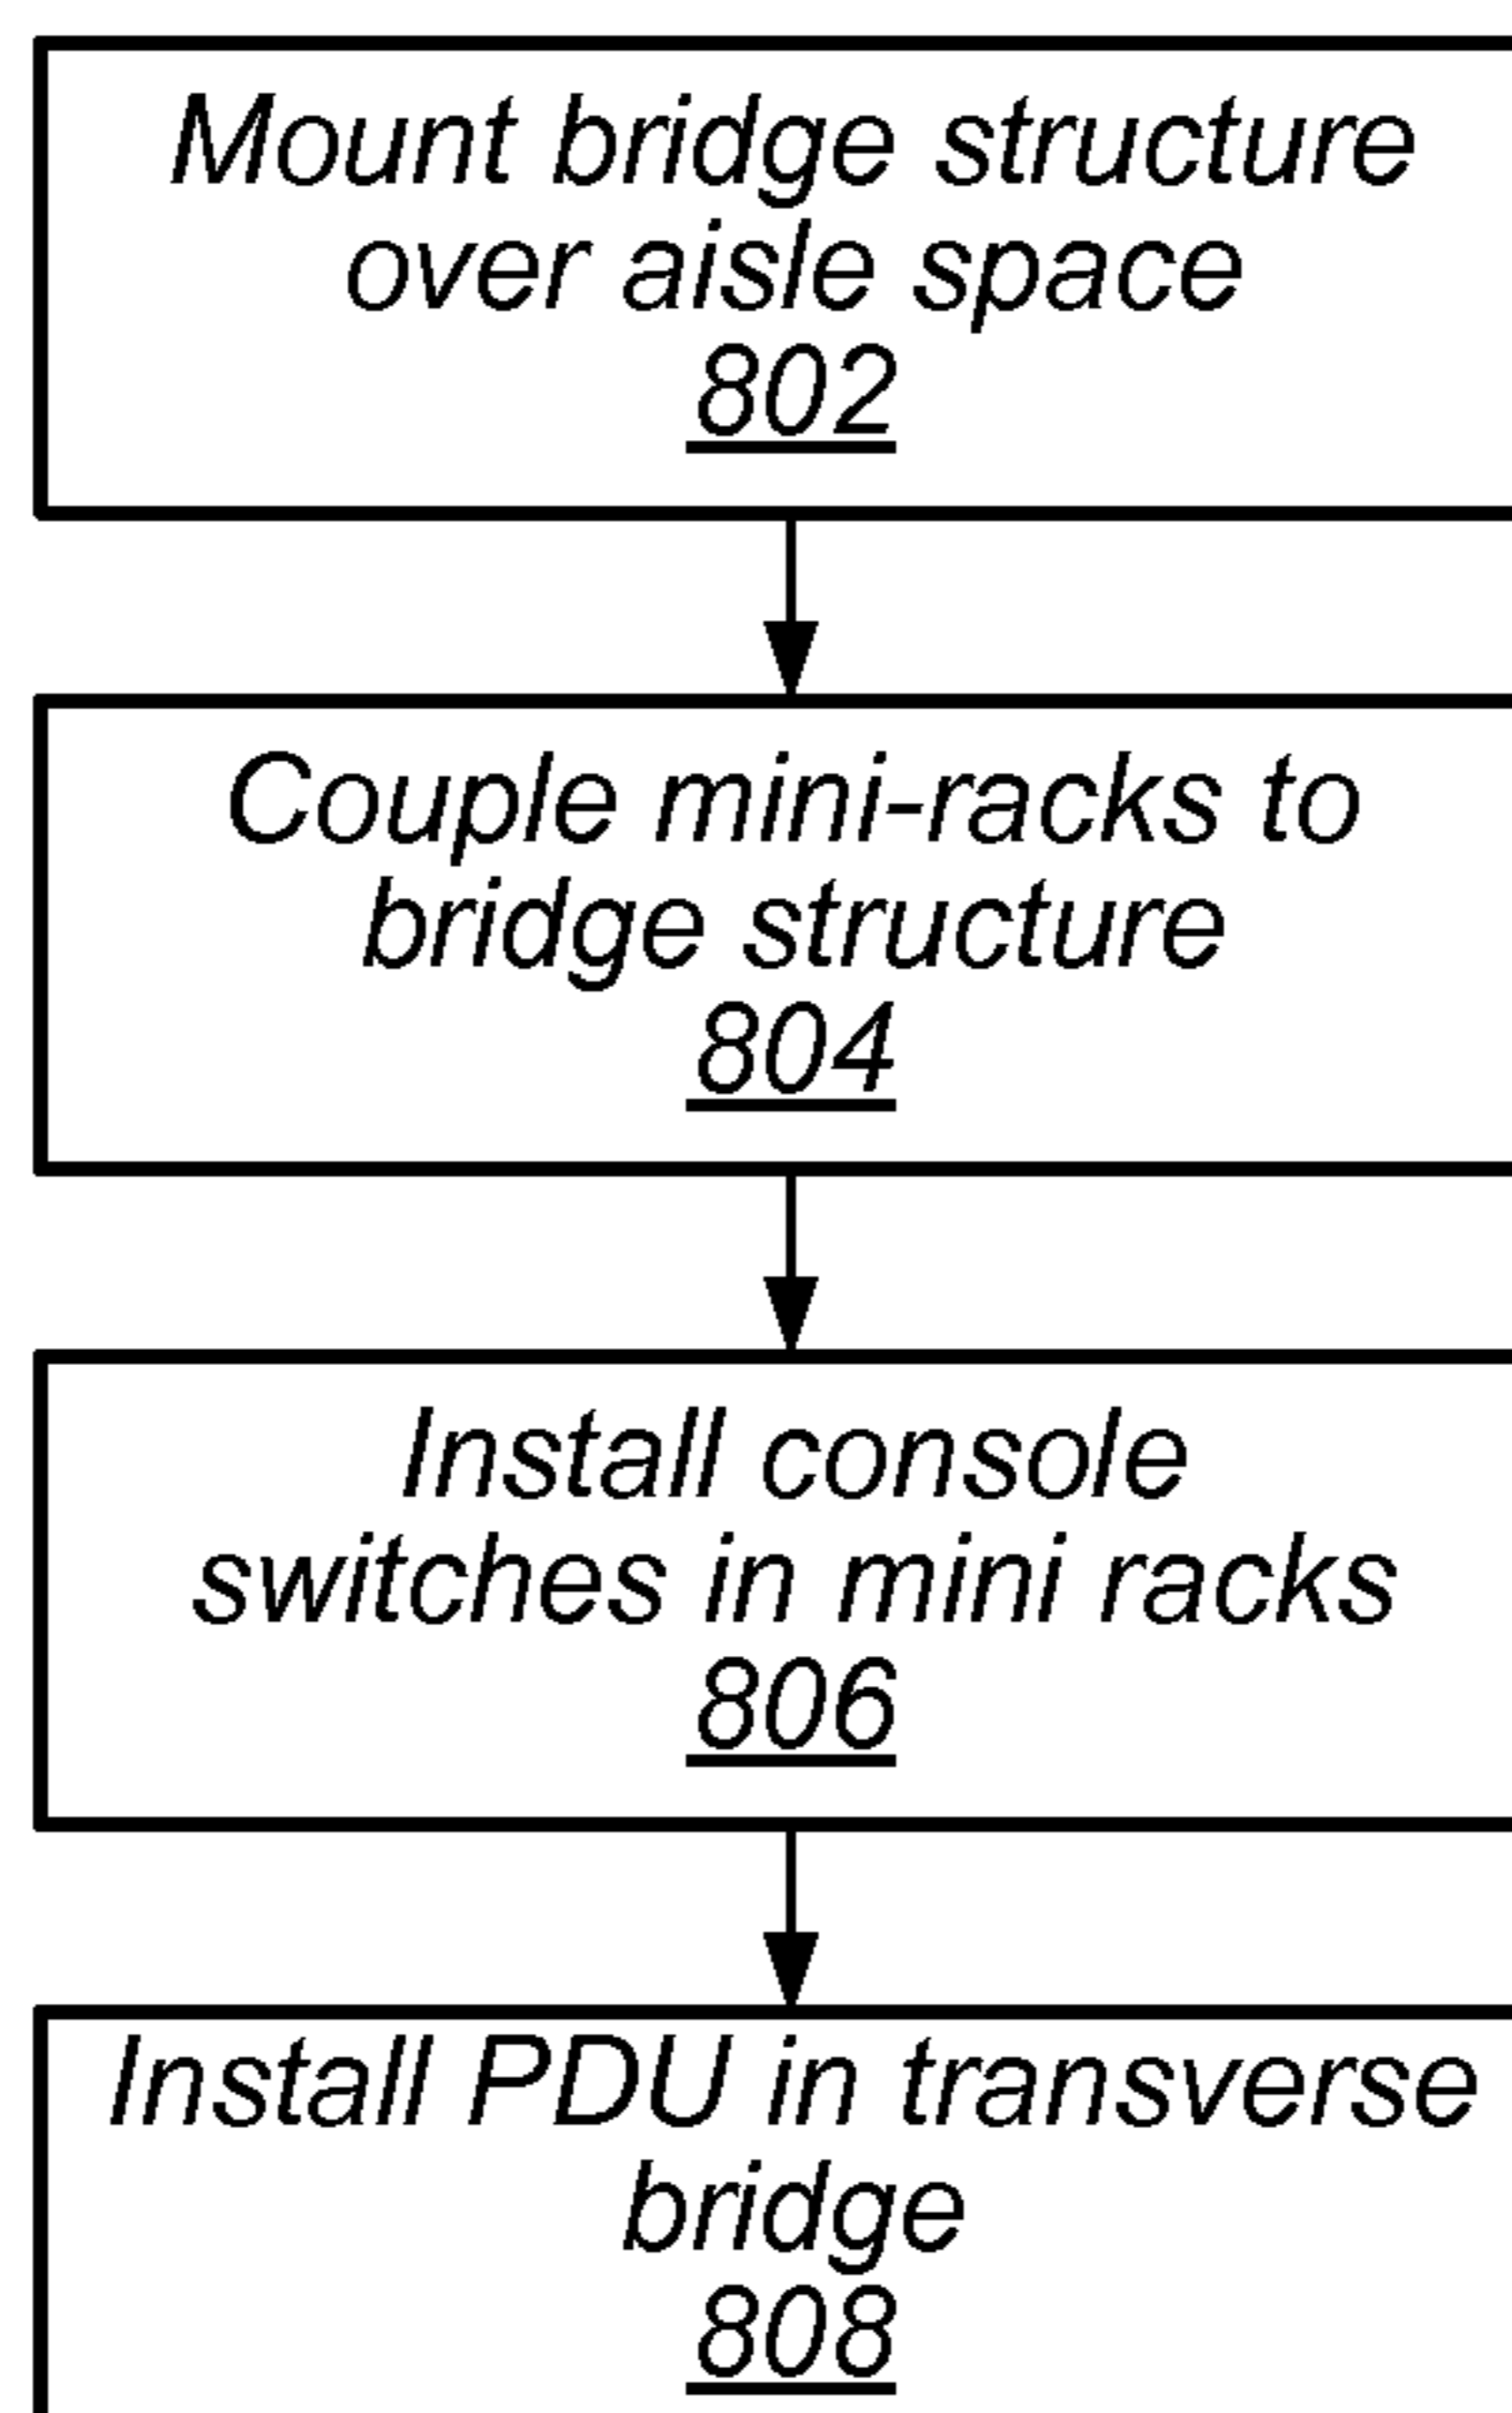 Mount bridge structure
over aisle space
802
Couple mini-racks to
bridge structure
804
Install console
switches in mini racks
806
Install PDU in transverse
bridge
808